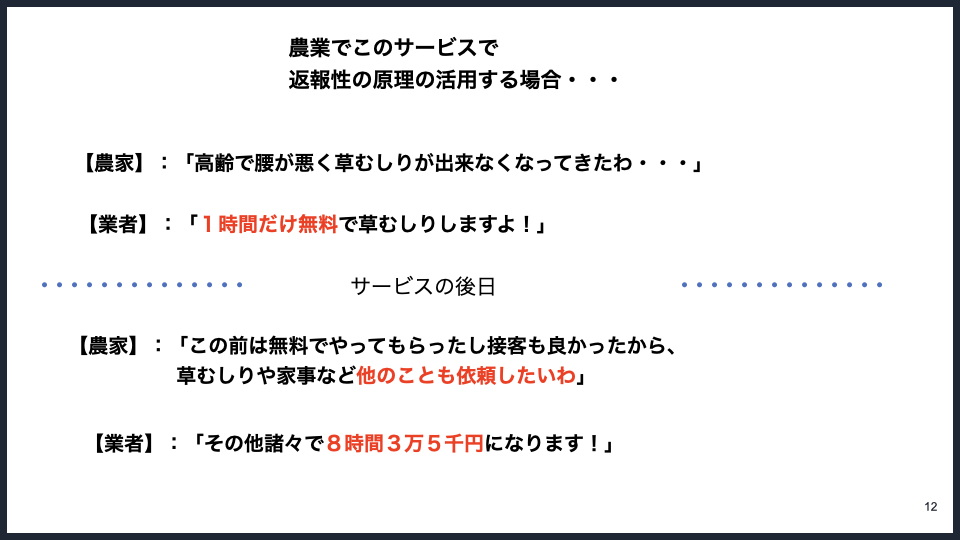 農業でこのサービスで
返報性の原理の活用する場合・・・
【農家】：「高齢で腰が悪く草むしりが出来なくなってきたわ・・・」
【業者】：「１時間だけ無料で草むしりしますよ！」
サービスの後日
【農家】：「この前は無料でやってもらったし接客も良かったから、
草むしりや家事など他のことも依頼したいわ」
【業者】：「その他諸々で８時間３万５千円になります！」
12